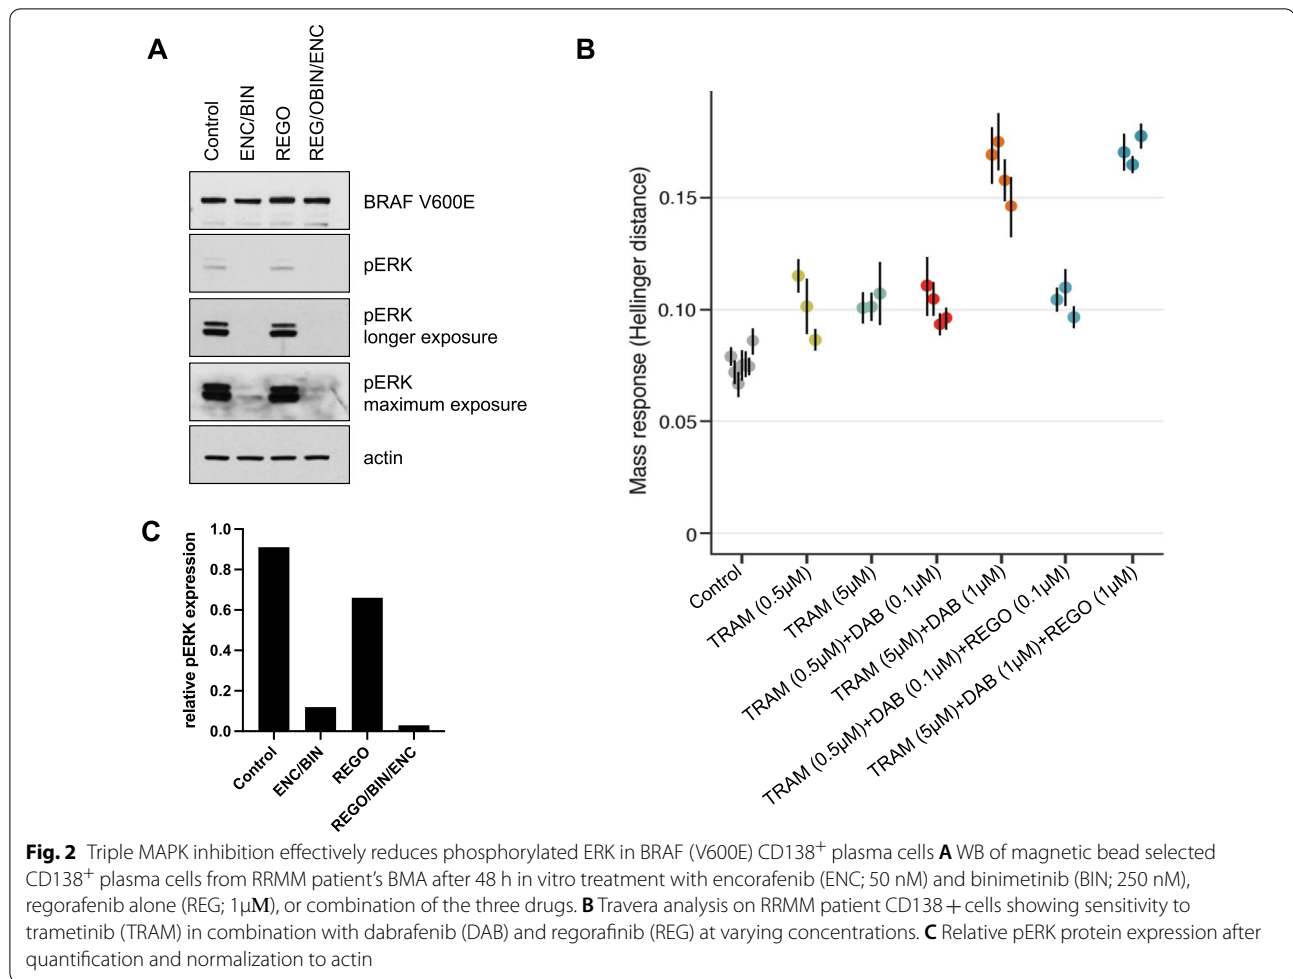 A
Control
ENC/BIN
REGO
REG/OBIN/ENC
BRAF V600E
pERK
pERK
longer exposure
pERK
maximum exposure
actin
B
Mass response (Hellinger distance)
0.15
0.10
0.05
0
Control
TRAM (0.5µM)
TRAM (5µM)
TRAM (0.5µM)+DAB (0.1µM)
TRAM (5µM)+DAB (1µM)
TRAM (0.5µM)+DAB (0.1µM)+REGO (0.1µM)
TRAM (5µM)+DAB (1µM)+REGO (1µM)
C
relative pERK expression
1.0
0.8
0.6
0.4
0.2
0.0
Control
ENC/BIN
REGO
REGO/BIN/ENC
Fig. 2 Triple MAPK inhibition effectively reduces phosphorylated ERK in BRAF (V600E) CD138+ plasma cells A WB of magnetic bead selected
CD138+ plasma cells from RRMM patient's BMA after 48 h in vitro treatment with encorafenib (ENC; 50 nM) and binimetinib (BIN; 250 nM),
regorafenib alone (REG; 1µM), or combination of the three drugs. B Travera analysis on RRMM patient CD138 + cells showing sensitivity to
trametinib (TRAM) in combination with dabrafenib (DAB) and regorafinib (REG) at varying concentrations. C Relative pERK protein expression after
quantification and normalization to actin